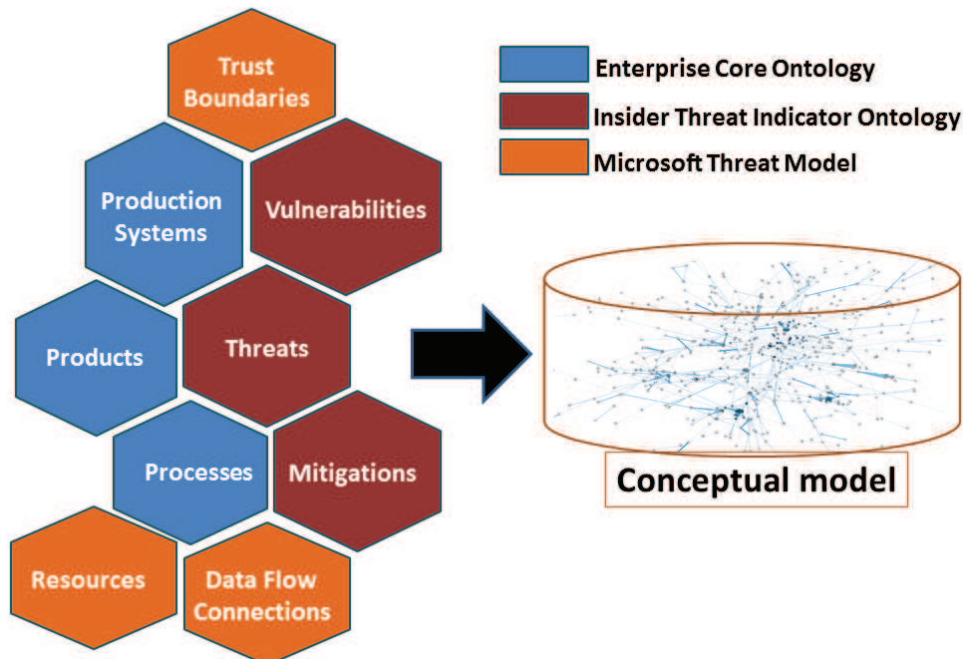 Trust
Boundaries
Production
Systems
Vulnerabilities
Products
Threats
Processes
Mitigations
Resources
Data Flow
Connections
Enterprise Core Ontology
Insider Threat Indicator Ontology
Microsoft Threat Model
Conceptual model